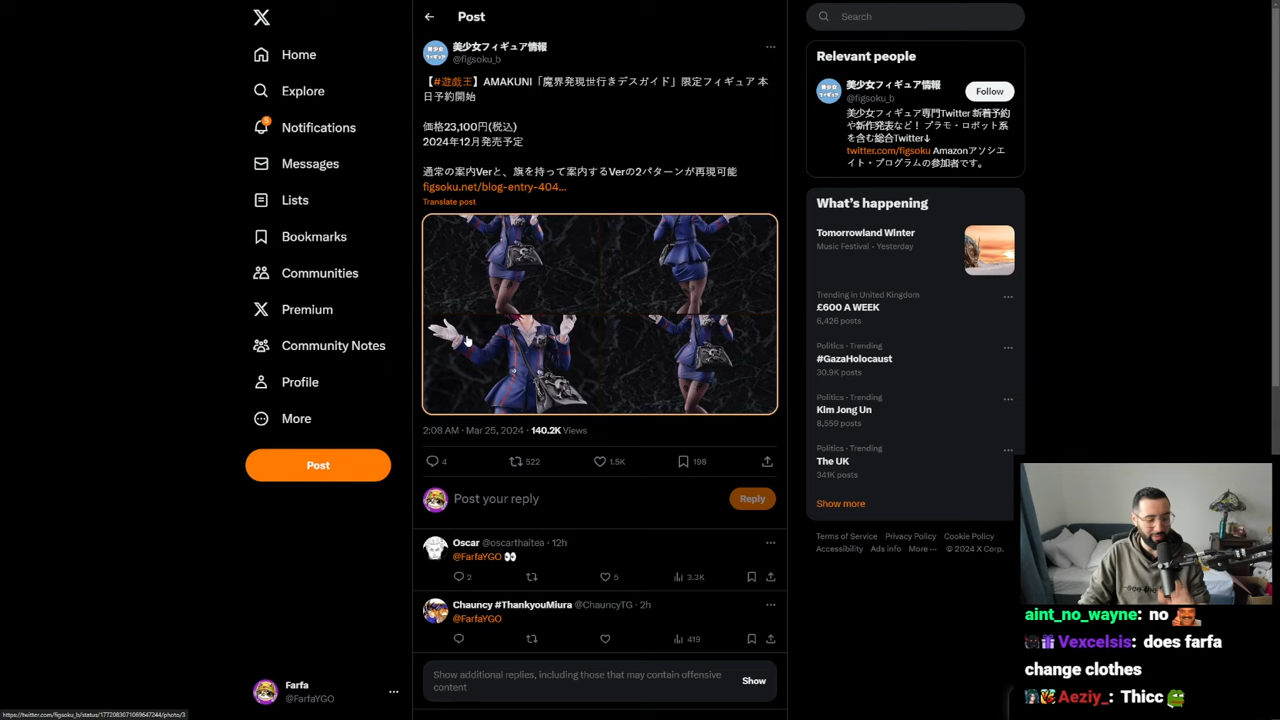 Home
Explore
5
Notifications
Messages
Lists
Bookmarks
Communities
Premium
Community Notes
Profile
More
Post
Farfa
@FarfaYGO
https://twitter.com/figsoku_b/status/1772083071069647244/photo/3
Post
美少女フィギュア情報
@figsoku_b
【#遊戯王】AMAKUNI「魔界発現世行きデスガイド」限定フィギュア 本
日予約開始
価格23,100円(税込)
2024年12月発売予定
通常の案内Verと、旗を持って案内するVerの2パターンが再現可能
figsoku.net/blog-entry-404…
Translate post
2:08 AM · Mar 25, 2024 · 140.2K Views
4
522
1.5K
198
Post your reply
Reply
Oscar @oscarthaitea · 12h
@FarfaYGO 👀
2
5
3.3K
Chauncy #ThankyouMiura @ChauncyTG · 2h
@FarfaYGO
419
Show additional replies, including those that may contain offensive
content
Show
Search
Relevant people
美少女フィギュア情報
@figsoku_b
Follow
美少女フィギュア専門Twitter 新着予約
や新作発表など！ プラモ・ロボット系
を含む総合Twitter↓
twitter.com/figsoku Amazonアソシ
エイト・プログラムの参加者です。
What's happening
Tomorrowland Winter
Music Festival · Yesterday
Trending in United Kingdom
£600 A WEEK
6,426 posts
Politics · Trending
#GazaHolocaust
30.9K posts
Politics · Trending
Kim Jong Un
8,559 posts
Politics · Trending
The UK
341K posts
Show more
Terms of Service Privacy Policy Cookie Policy
Accessibility Ads info More ··· © 2024 X Corp.
aint_no_wayne: no
Vexcelsis: does farfa
change clothes
Aeziy_: Thicc